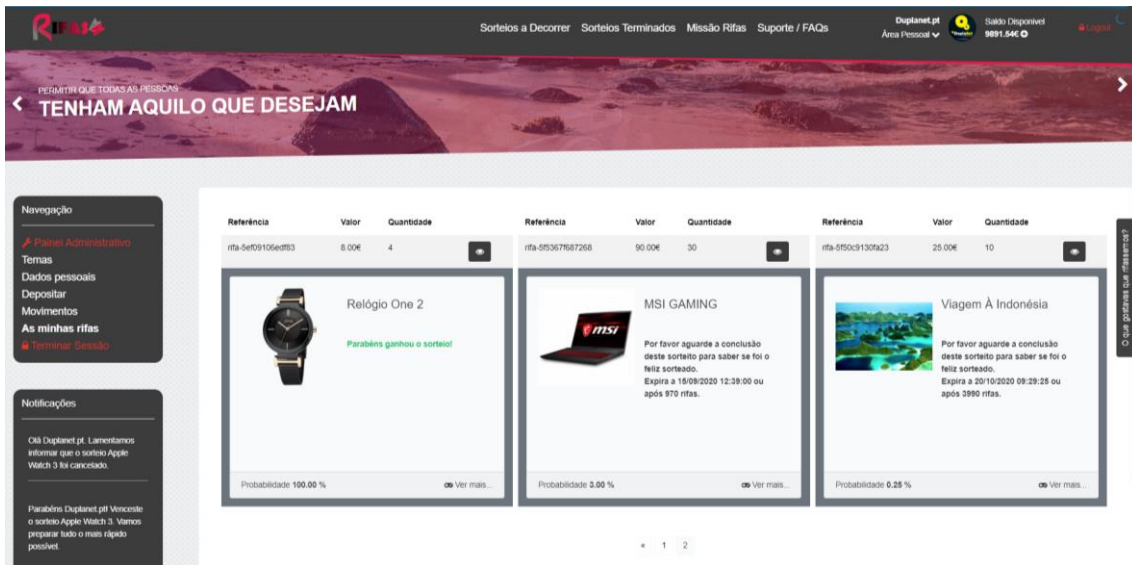 RIFAS4
Sorteios a Decorrer Sorteios Terminados Missão Rifas Suporte / FAQs
Duplanet.pt
Área Pessoal
Saldo Disponivel
9891.54€
Logout
PERMITIR QUE TODAS AS PESSOAS
TENHAM AQUILO QUE DESEJAM
Navegação
Painel Administrativo
Temas
Dados pessoais
Depositar
Movimentos
As minhas rifas
Terminar Sessão
Notificações
Olá Duplanet.pt. Lamentamos
informar que o sorteio Apple
Watch 3 foi cancelado.
Parabéns Duplanet.pt! Venceste
o sorteio Apple Watch 3. Vamos
preparar tudo o mais rápido
possível.
Referência Valor Quantidade
rifa-5ef09106edf83 8.00€ 4
Relógio One 2
Parabéns ganhou o sorteio!
Probabilidade 100.00 % Ver mais...
Referência Valor Quantidade
rifa-5f5367f687268 90.00€ 30
msi
MSI GAMING
Por favor aguarde a conclusão
deste sorteito para saber se foi o
feliz sorteado.
Expira a 15/09/2020 12:39:00 ou
após 970 rifas.
Probabilidade 3.00 % Ver mais...
Referência Valor Quantidade
rifa-5f50c9130fa23 25.00€ 10
Viagem À Indonésia
Por favor aguarde a conclusão
deste sorteito para saber se foi o
feliz sorteado.
Expira a 20/10/2020 09:29:25 ou
após 3990 rifas.
Probabilidade 0.25 % Ver mais...
« 1 2
O que gostavas que rifassemos?